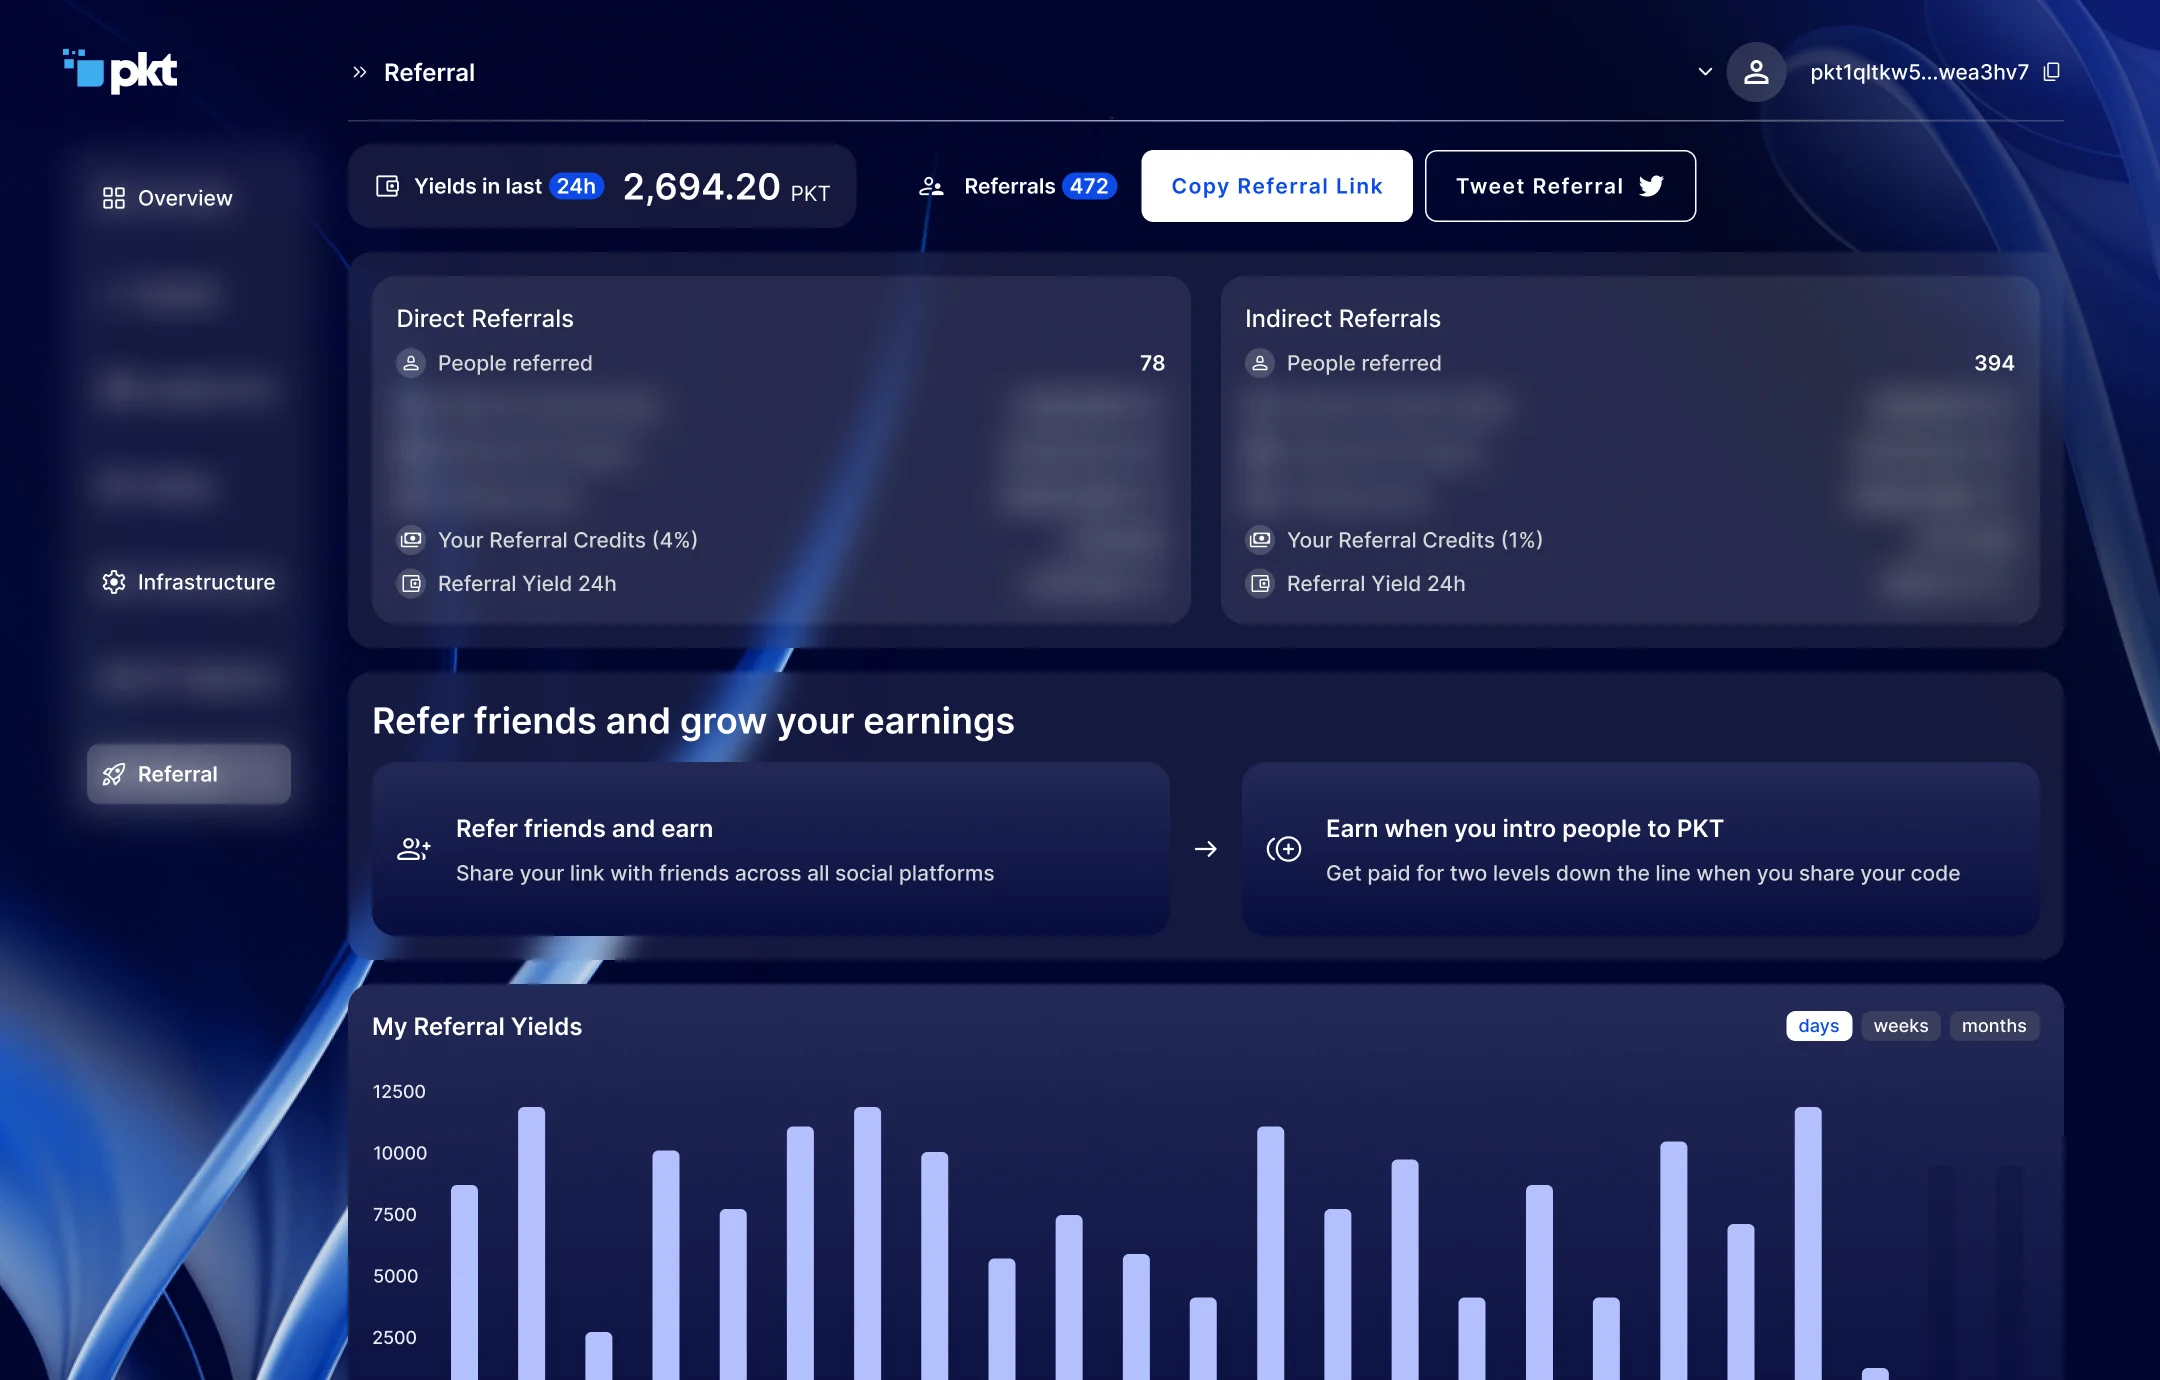 pkt
Referral
pkt1qltkw5...wea3hv7
Overview
Infrastructure
Referral
Yields in last 24h 2,694.20 PKT
Referrals 472
Copy Referral Link
Tweet Referral
Direct Referrals
People referred 78
Your Referral Credits (4%)
Referral Yield 24h
Indirect Referrals
People referred 394
Your Referral Credits (1%)
Referral Yield 24h
Refer friends and grow your earnings
Refer friends and earn
Share your link with friends across all social platforms
Earn when you intro people to PKT
Get paid for two levels down the line when you share your code
My Referral Yields
days weeks months
12500
10000
7500
5000
2500